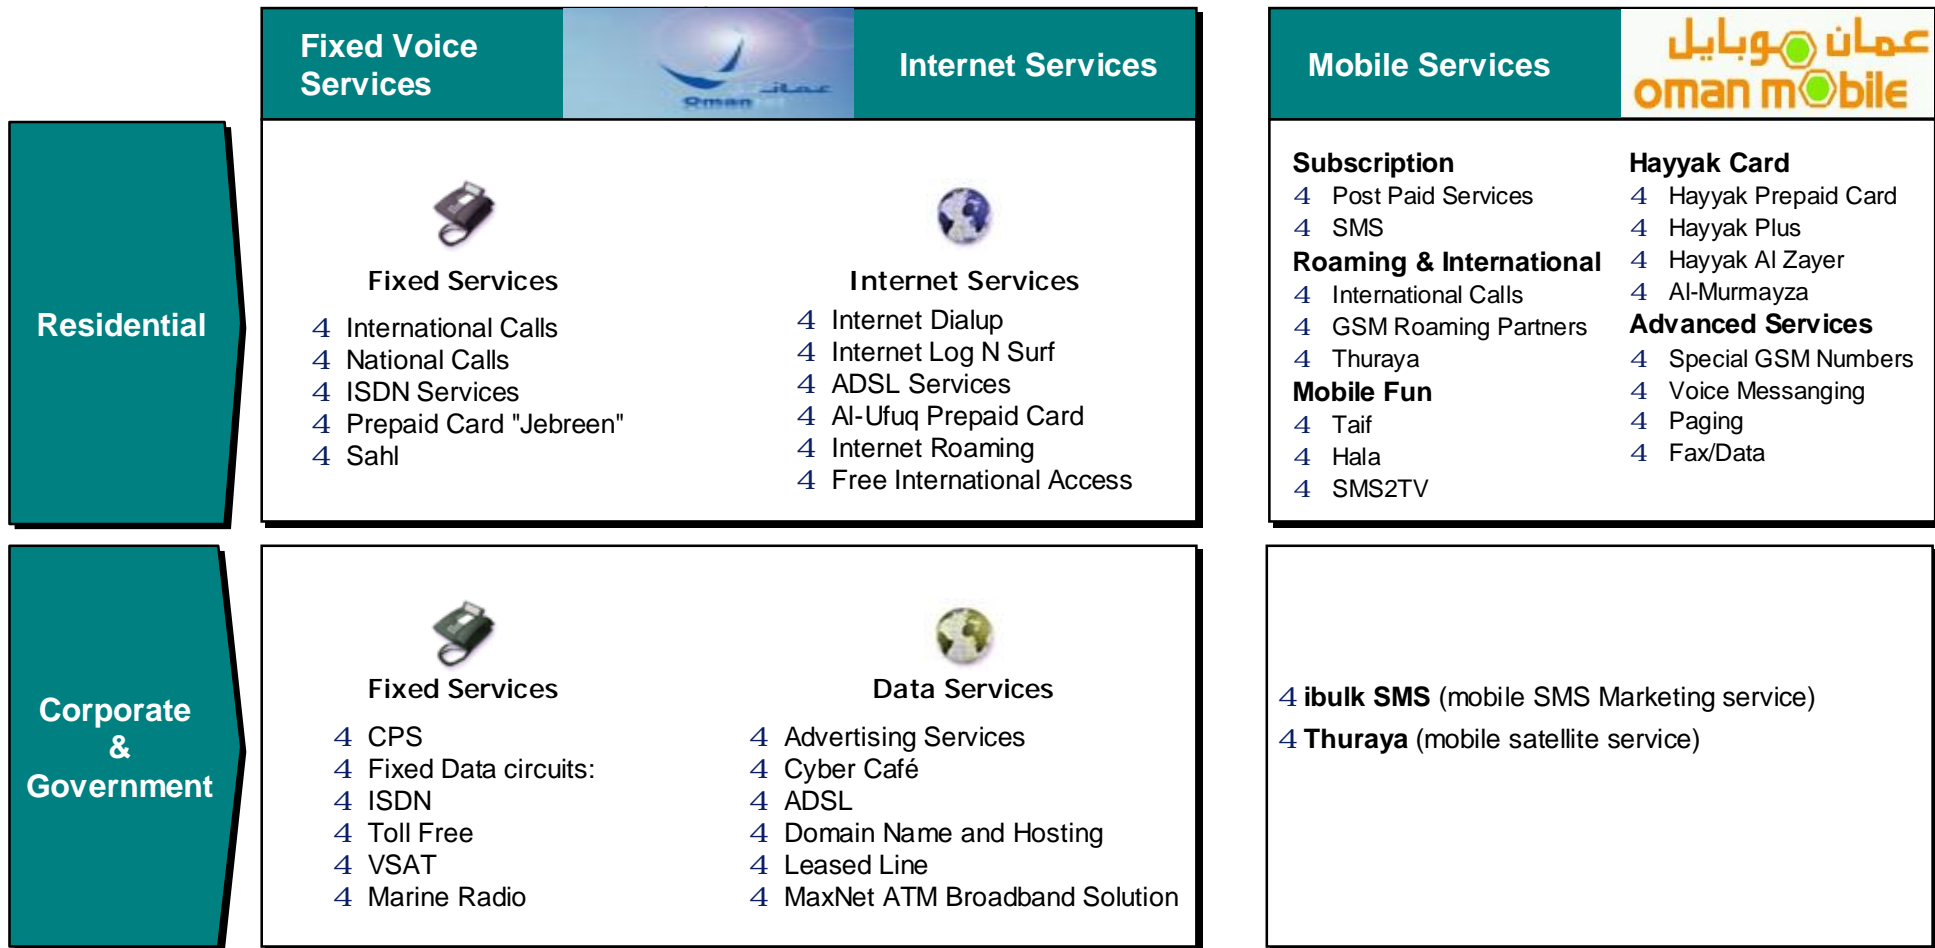 Fixed Voice
Services
Oman
Internet Services
Mobile Services
عمان موبايل
oman mobile
Residential
Fixed Services
4 International Calls
4 National Calls
4 ISDN Services
4 Prepaid Card "Jebreen"
4 Sahl
Internet Services
4 Internet Dialup
4 Internet Log N Surf
4 ADSL Services
4 Al-Ufuq Prepaid Card
4 Internet Roaming
4 Free International Access
Subscription
4 Post Paid Services
4 SMS
Roaming & International
4 International Calls
4 GSM Roaming Partners
4 Thuraya
Mobile Fun
4 Taif
4 Hala
4 SMS2TV
Hayyak Card
4 Hayyak Prepaid Card
4 Hayyak Plus
4 Hayyak Al Zayer
4 Al-Murmayza
Advanced Services
4 Special GSM Numbers
4 Voice Messanging
4 Paging
4 Fax/Data
Corporate
&
Government
Fixed Services
4 CPS
4 Fixed Data circuits:
4 ISDN
4 Toll Free
4 VSAT
4 Marine Radio
Data Services
4 Advertising Services
4 Cyber Café
4 ADSL
4 Domain Name and Hosting
4 Leased Line
4 MaxNet ATM Broadband Solution
4 ibulk SMS (mobile SMS Marketing service)
4 Thuraya (mobile satellite service)